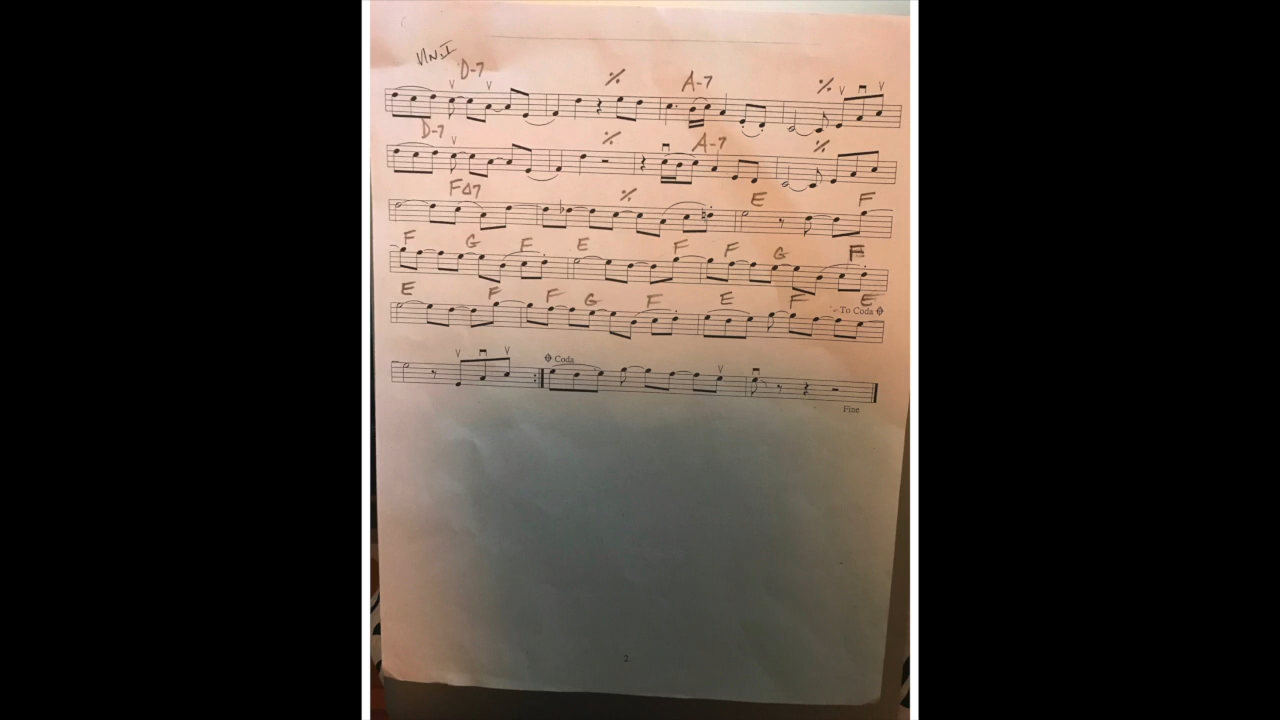 Vln. I
D-7 ٪ A-7 ٪
D-7 ٪ A-7 ٪
F∆7 ٪ E F
F G F E F F G F
E F F G F E F E
To Coda
Coda
Fine
2